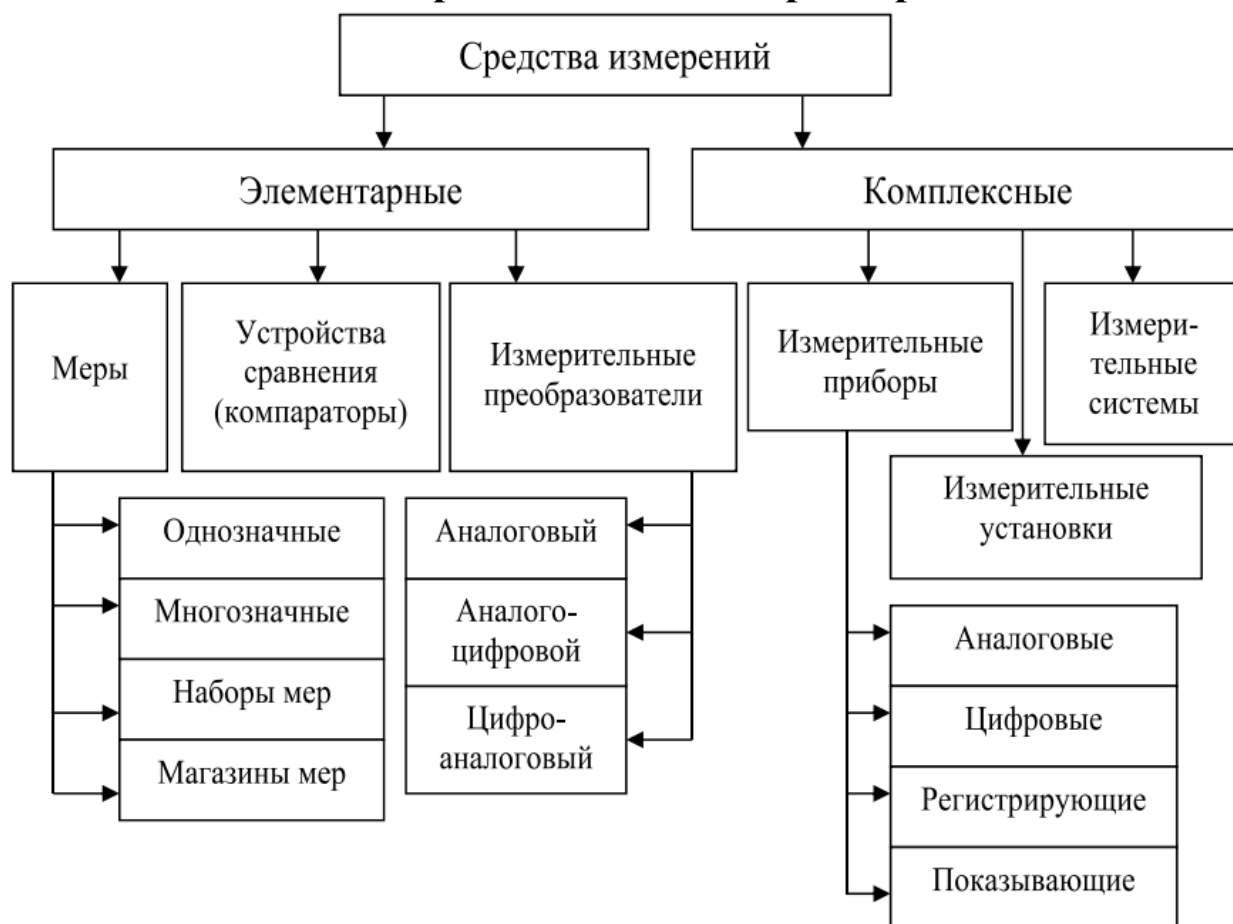 Средства измерений
Элементарные
Комплексные
Меры
Устройства
сравнения
(компараторы)
Измерительные
преобразователи
Измерительные
приборы
Измери-
тельные
системы
Измерительные
установки
Однозначные
Многозначные
Наборы мер
Магазины мер
Аналоговый
Аналого-
цифровой
Цифро-
аналоговый
Аналоговые
Цифровые
Регистрирующие
Показывающие